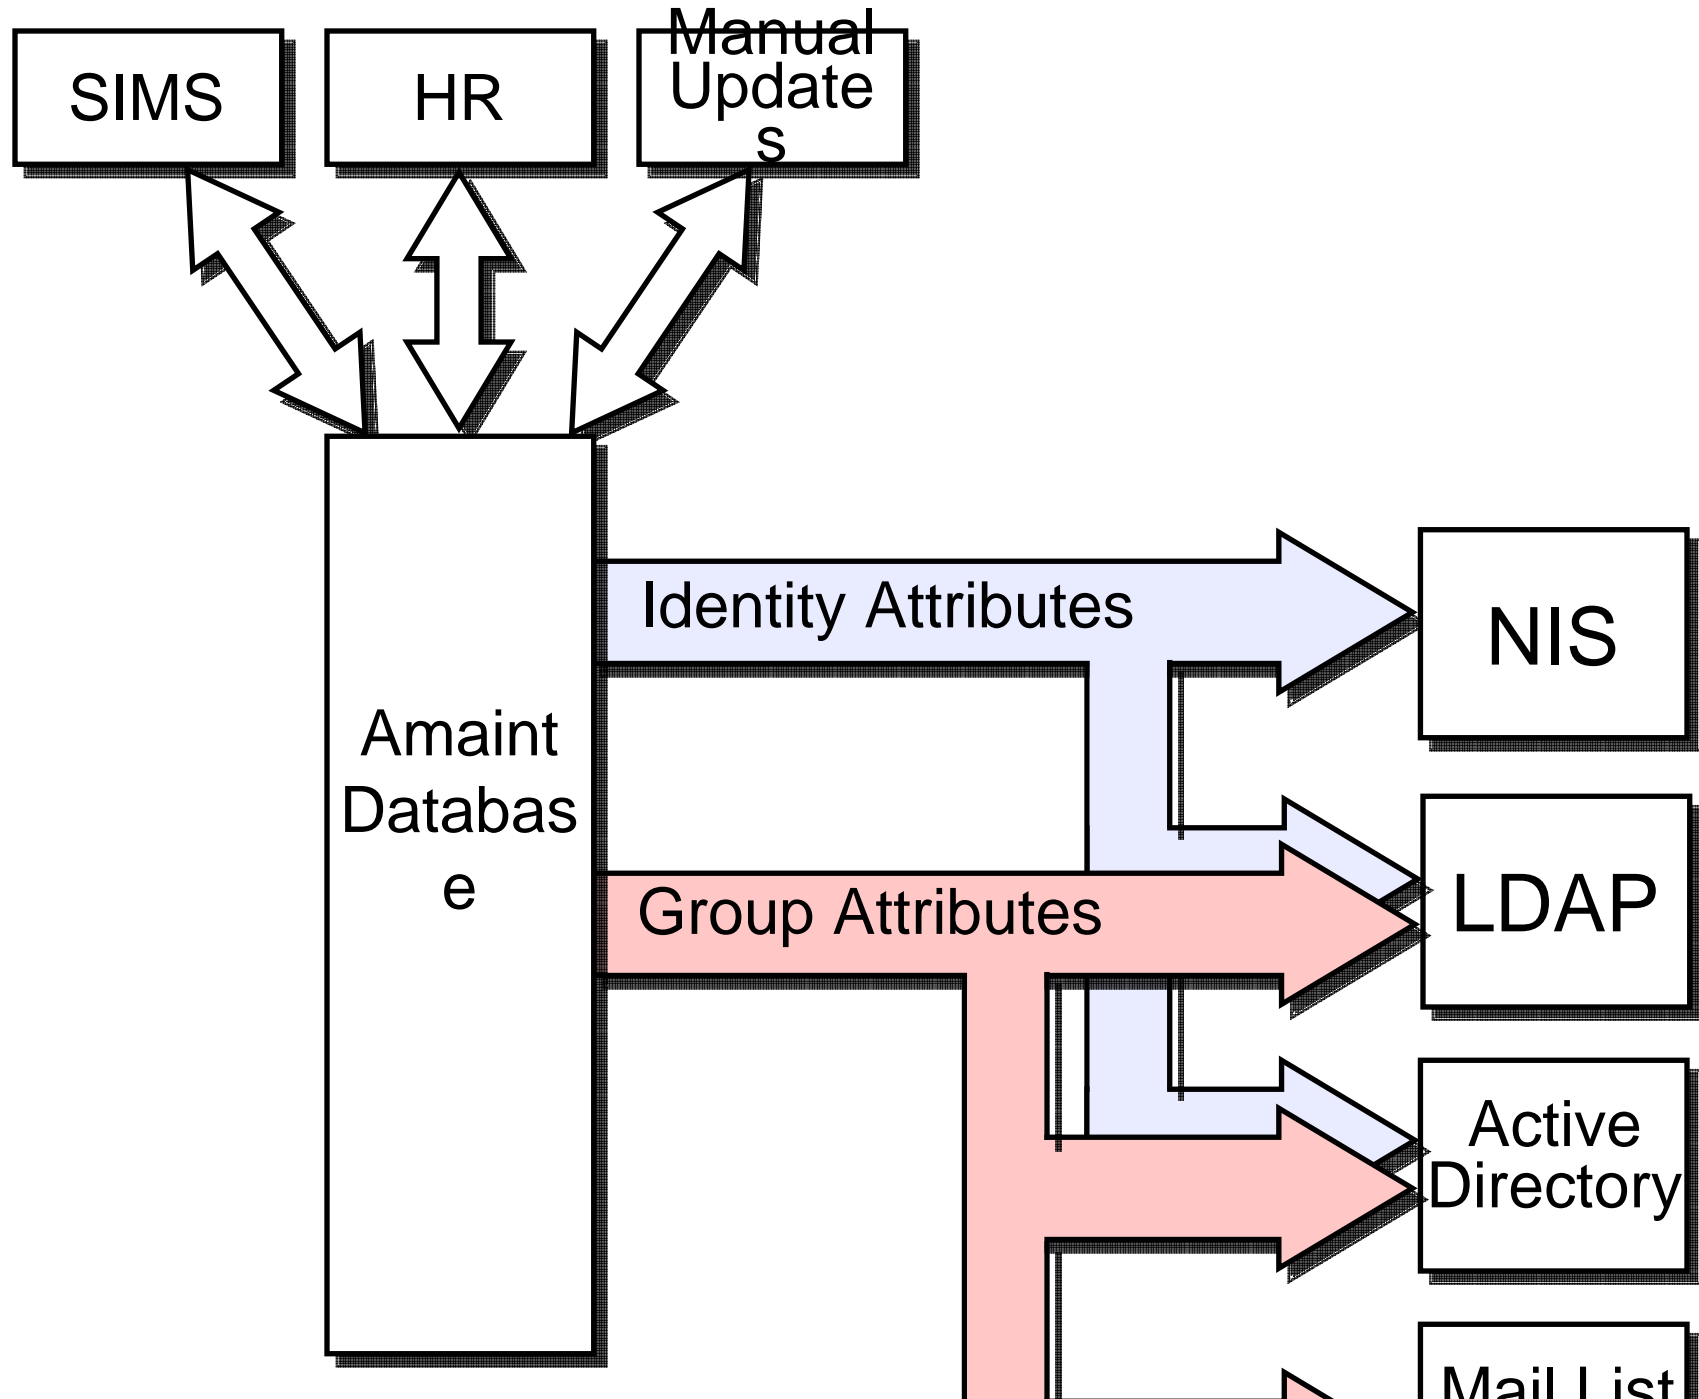 SIMS
HR
Manual
Update
s
Identity Attributes
NIS
Amaint
Databas
e
Group Attributes
LDAP
Active
Directory
Mail List